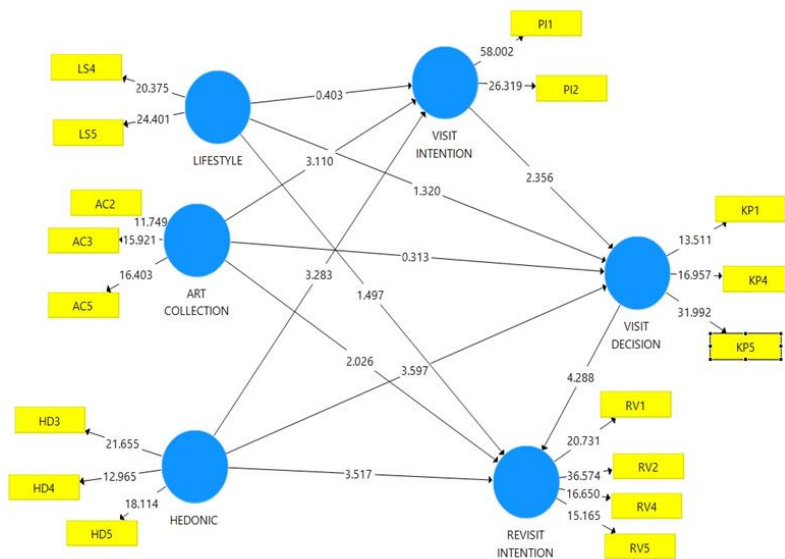 PI1
58.002
LS4
20.375
26.319
PI2
0.403
LS5
24.401
VISIT
INTENTION
LIFESTYLE
3.110
2.356
AC2
1.320
KP1
11.749
13.511
AC3
15.921
0.313
16.957
KP4
16.403
3.283
AC5
ART
COLLECTION
1.497
31.992
VISIT
DECISION
KP5
2.026
3.597
4.288
RV1
HD3
20.731
21.655
36.574
RV2
HD4
12.965
3.517
16.650
RV4
18.114
15.165
HD5
HEDONIC
REVISIT
INTENTION
RV5